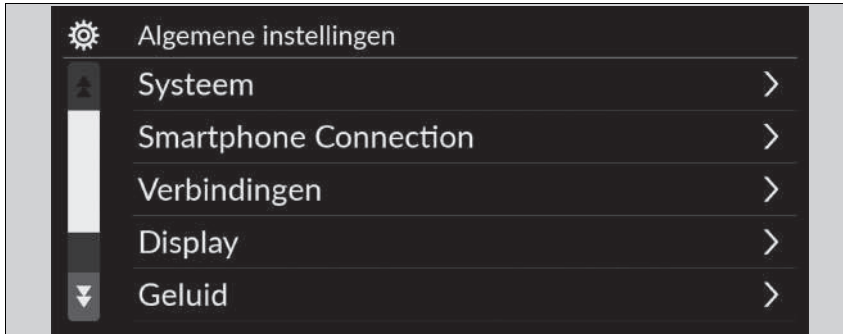 Algemene instellingen
Systeem
Smartphone Connection
Verbindingen
Display
Geluid